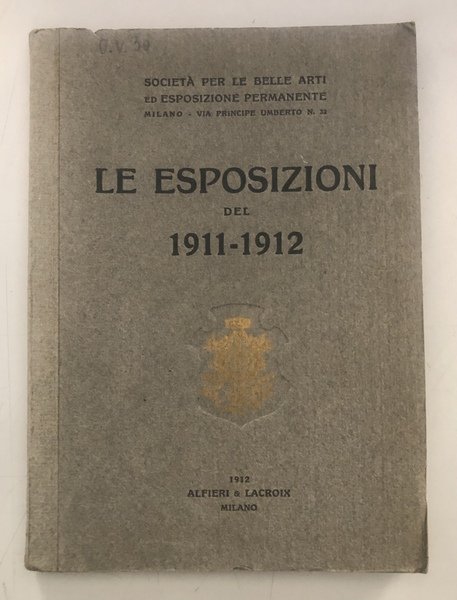 O.V. 30
SOCIETÀ PER LE BELLE ARTI
ED ESPOSIZIONE PERMANENTE
MILANO - VIA PRINCIPE UMBERTO N. 32
LE ESPOSIZIONI
DEL
1911-1912
1912
ALFIERI & LACROIX
MILANO